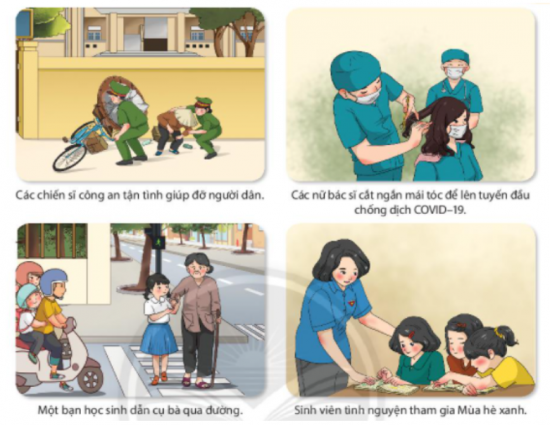 Các chiến sĩ công an tận tình giúp đỡ người dân.
Các nữ bác sĩ cắt ngắn mái tóc để lên tuyến đầu
chống dịch COVID–19.
Một bạn học sinh dẫn cụ bà qua đường.
Sinh viên tình nguyện tham gia Mùa hè xanh.